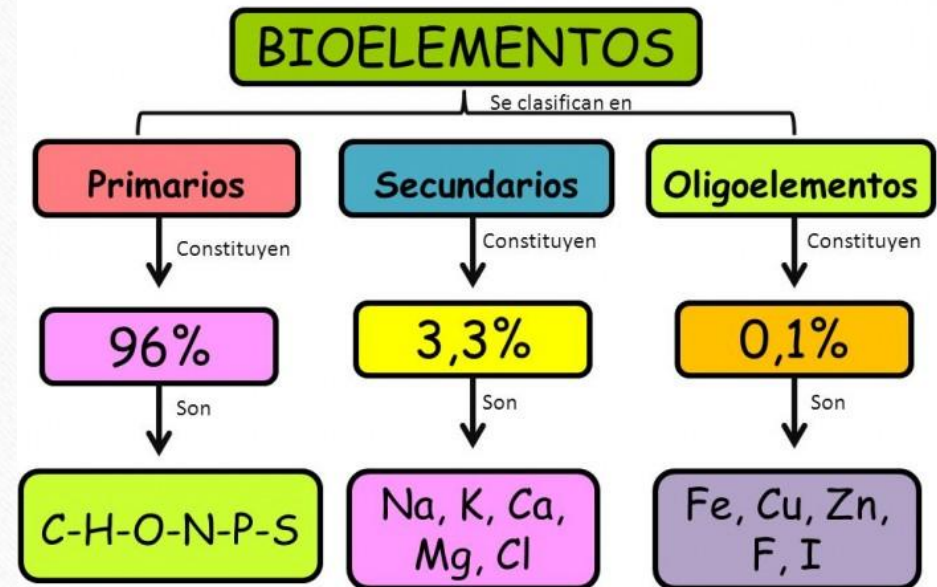 BIOELEMENTOS
Se clasifican en
Primarios
Secundarios
Oligoelementos
Constituyen
Constituyen
Constituyen
96%
3,3%
0,1%
Son
Son
Son
C-H-O-N-P-S
Na, K, Ca,
Mg, Cl
Fe, Cu, Zn,
F, I